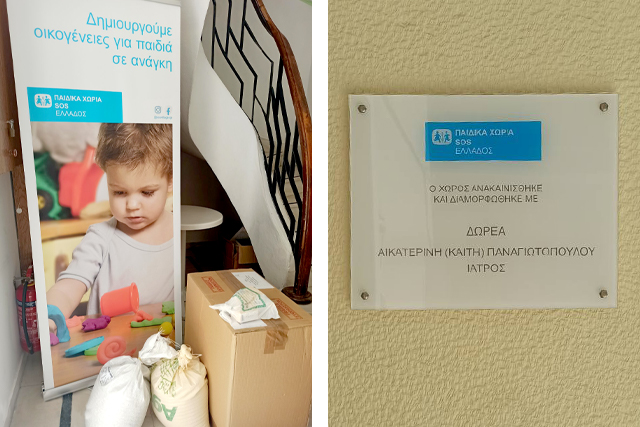 Δημιουργούμε
οικογένειες για παιδιά
σε ανάγκη
ΠΑΙΔΙΚΑ ΧΩΡΙΑ
SOS
ΕΛΛΑΔΟΣ
ΠΑΙΔΙΚΑ ΧΩΡΙΑ
SOS
ΕΛΛΑΔΟΣ
Ο ΧΩΡΟΣ ΑΝΑΚΑΙΝΙΣΘΗΚΕ
ΚΑΙ ΔΙΑΜΟΡΦΩΘΗΚΕ ΜΕ
ΔΩΡΕΑ
ΑΙΚΑΤΕΡΙΝΗ (ΚΑΙΤΗ) ΠΑΝΑΓΙΩΤΟΠΟΥΛΟΥ
ΙΑΤΡΟΣ